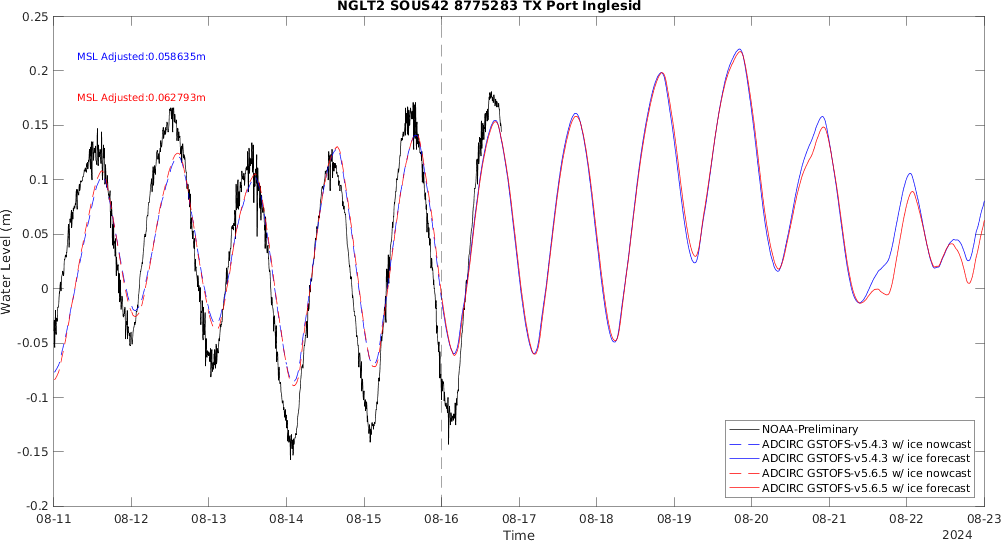 NGLT2 SOUS42 8775283 TX Port Inglesid
0.25
0.2
0.15
0.1
0.05
0
-0.05
-0.1
-0.15
-0.2
Water Level (m)
MSL Adjusted:0.058635m
MSL Adjusted:0.062793m
NOAA-Preliminary
ADCIRC GSTOFS-v5.4.3 w/ ice nowcast
ADCIRC GSTOFS-v5.4.3 w/ ice forecast
ADCIRC GSTOFS-v5.6.5 w/ ice nowcast
ADCIRC GSTOFS-v5.6.5 w/ ice forecast
08-11 08-12 08-13 08-14 08-15 08-16 08-17 08-18 08-19 08-20 08-21 08-22 08-23
Time
2024